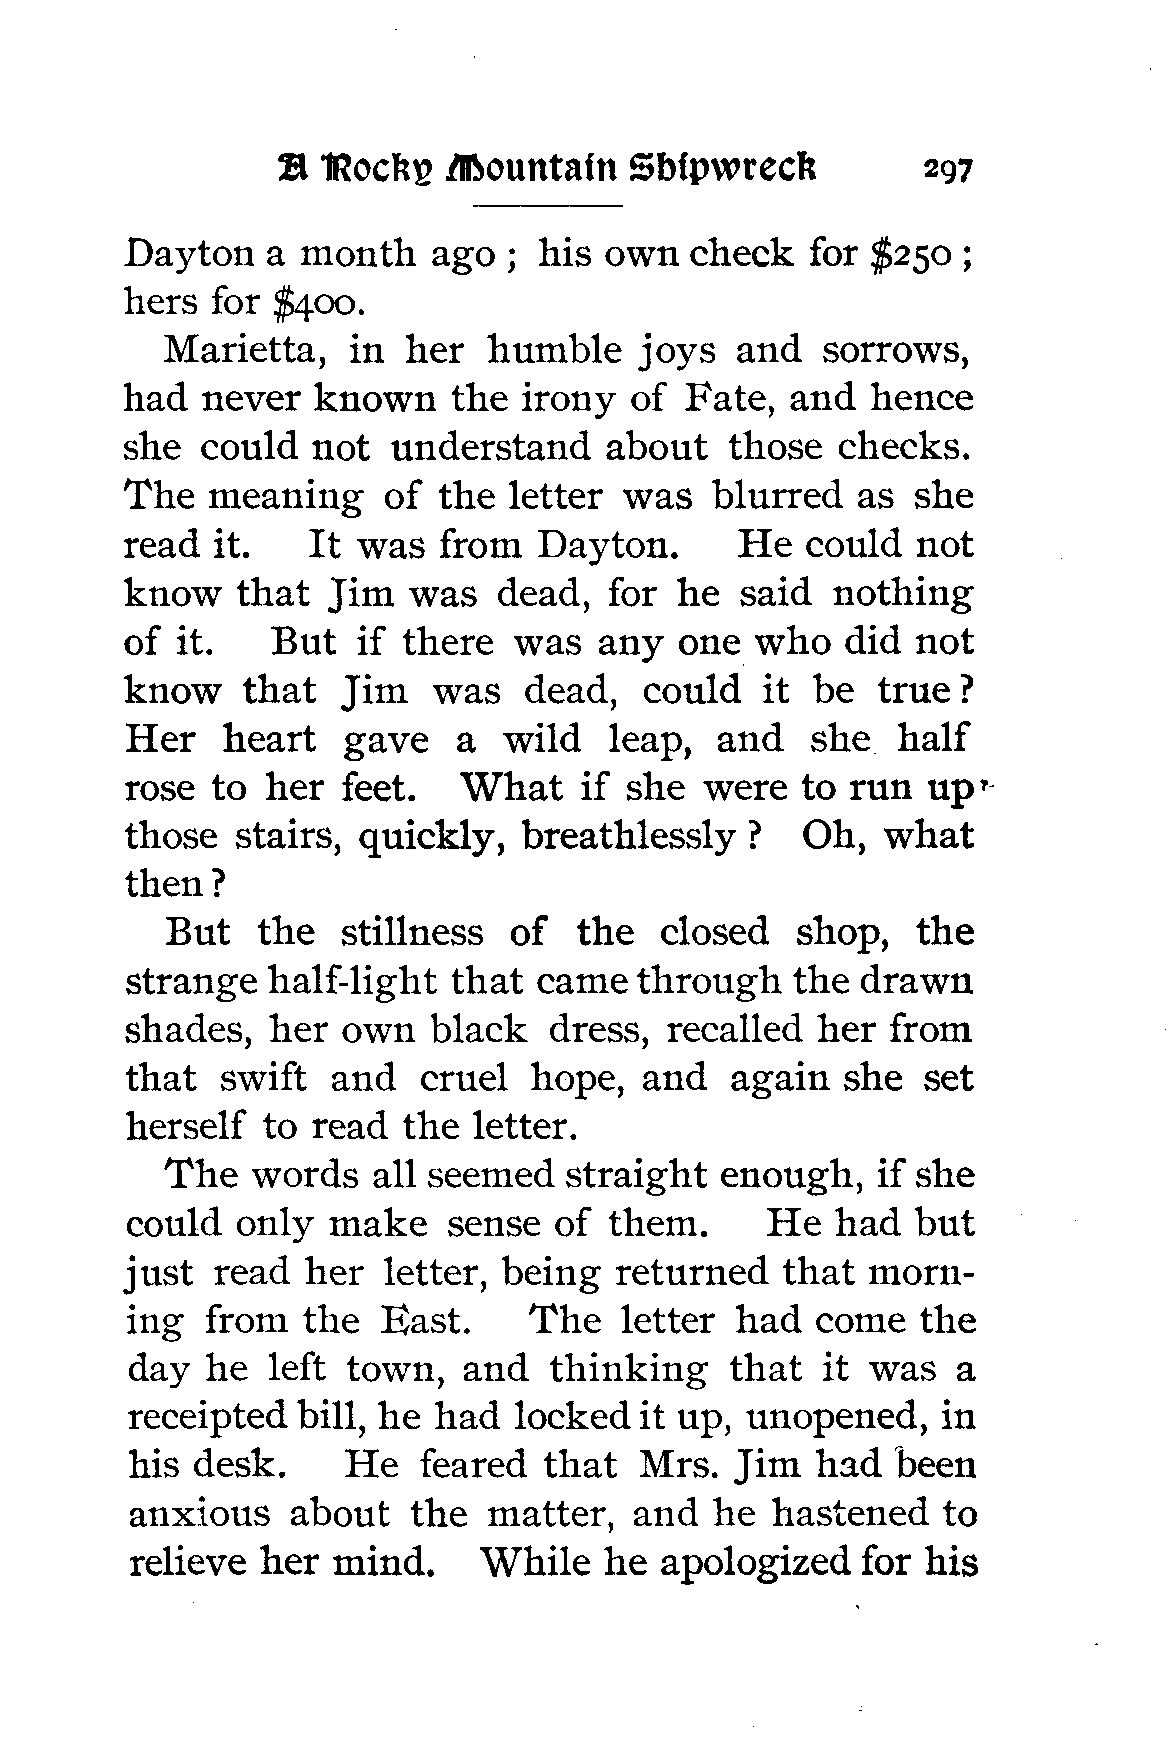 A Rocky Mountain Shipwreck 297
Dayton a month ago ; his own check for $250 ;
hers for $400.
Marietta, in her humble joys and sorrows,
had never known the irony of Fate, and hence
she could not understand about those checks.
The meaning of the letter was blurred as she
read it. It was from Dayton. He could not
know that Jim was dead, for he said nothing
of it. But if there was any one who did not
know that Jim was dead, could it be true ?
Her heart gave a wild leap, and she half
rose to her feet. What if she were to run up
those stairs, quickly, breathlessly ? Oh, what
then ?
But the stillness of the closed shop, the
strange half-light that came through the drawn
shades, her own black dress, recalled her from
that swift and cruel hope, and again she set
herself to read the letter.
The words all seemed straight enough, if she
could only make sense of them. He had but
just read her letter, being returned that morn-
ing from the East. The letter had come the
day he left town, and thinking that it was a
receipted bill, he had locked it up, unopened, in
his desk. He feared that Mrs. Jim had been
anxious about the matter, and he hastened to
relieve her mind. While he apologized for his